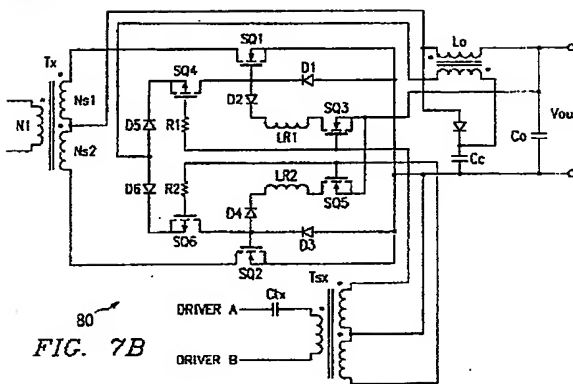 Tx
N1
Ns1
Ns2
SQ1
SQ4
D1
D2
SQ3
D5
R1
LR1
D6
R2
LR2
D4
SQ5
SQ6
D3
SQ2
Lo
Vou
Co
Cc
Tsx
Ctx
DRIVER A
DRIVER B
80
FIG. 7B